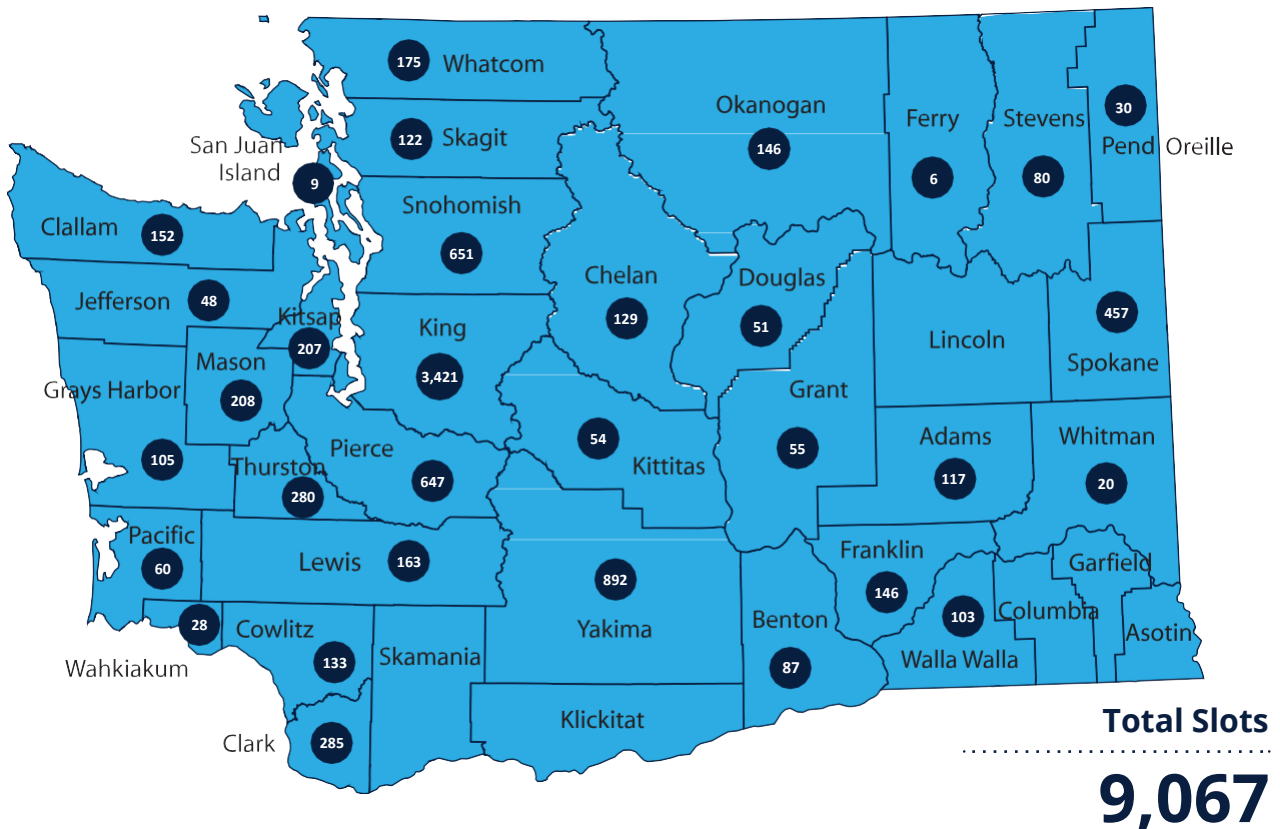 175 Whatcom
Okanogan
146
Ferry
6
Stevens
80
30
Pend Oreille
122 Skagit
San Juan
Island
9
Snohomish
651
Clallam 152
Chelan
129
Douglas
51
Jefferson 48
Kitsap
207
King
3,421
Lincoln
457
Spokane
Mason
208
Grays Harbor
105
Grant
55
Pierce
647
54
Kittitas
Adams
117
Whitman
20
Thurston
280
Pacific
60
Lewis 163
892
Yakima
Franklin
146
Garfield
28
Wahkiakum
Cowlitz
133
Skamania
Benton
87
103
Walla Walla
Columbia
Asotin
Clark 285
Klickitat
Total Slots
9,067